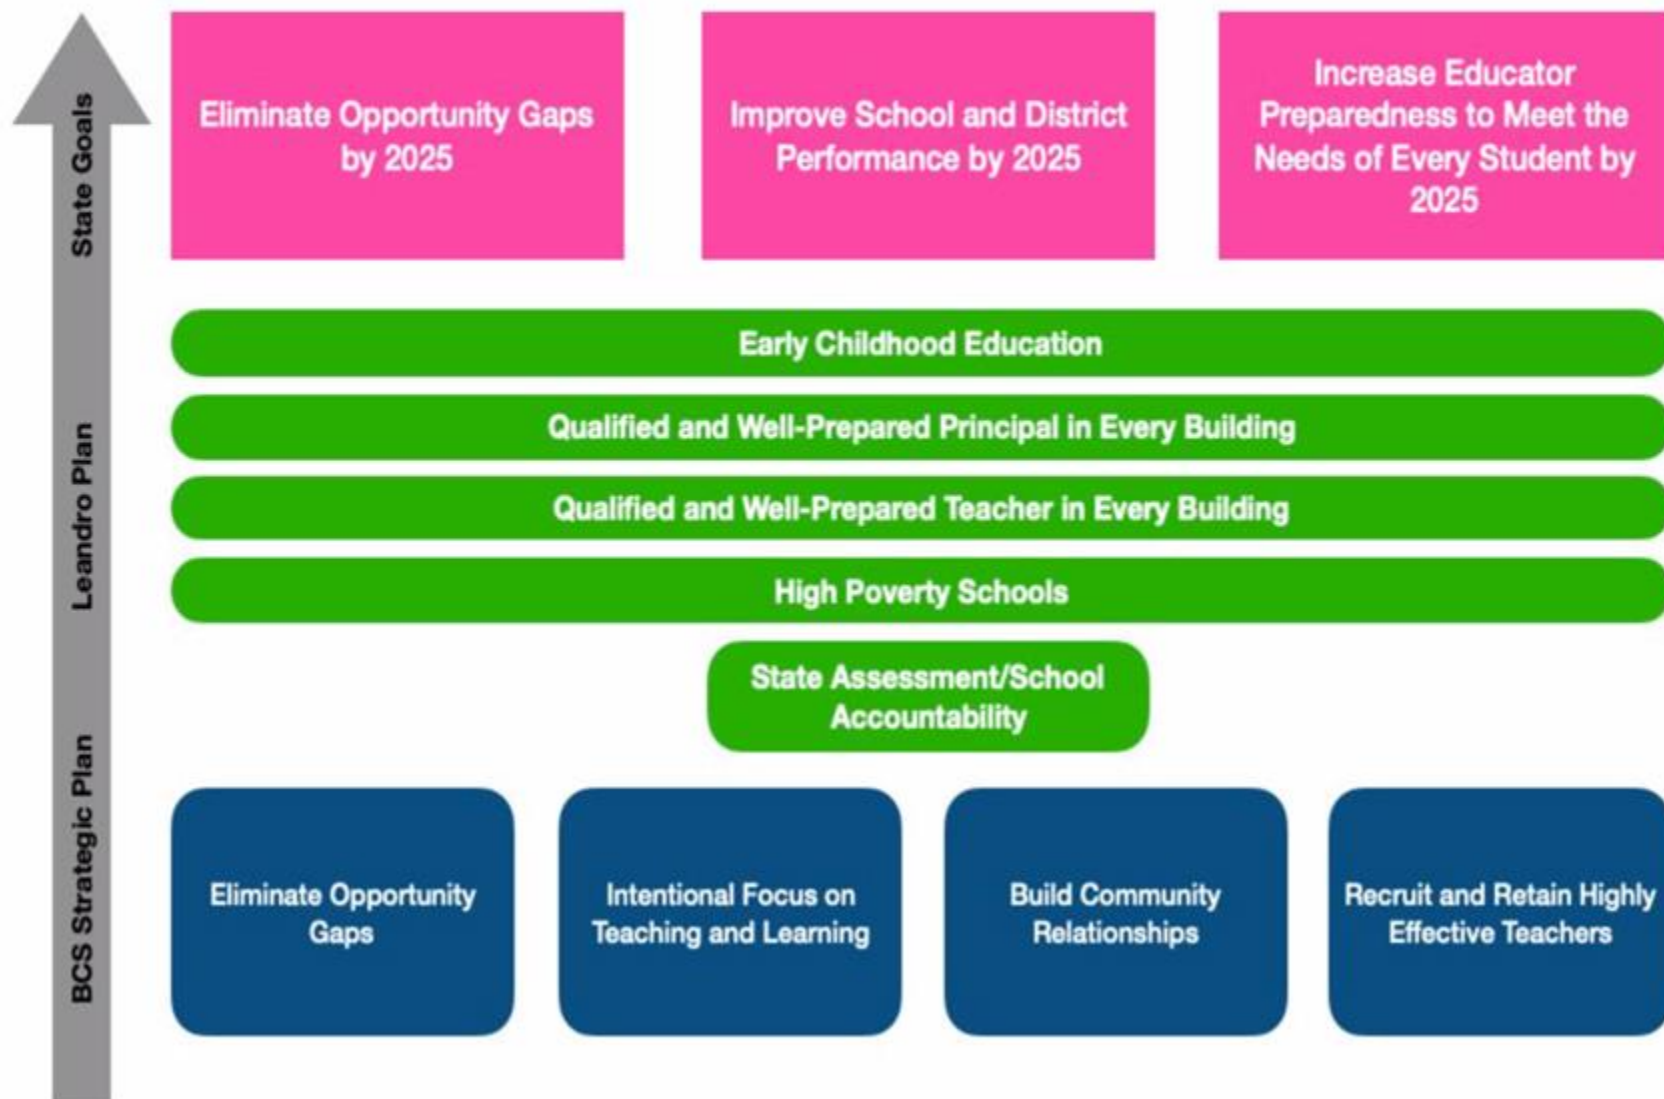 State Goals
Eliminate Opportunity Gaps
by 2025
Improve School and District
Performance by 2025
Increase Educator
Preparedness to Meet the
Needs of Every Student by
2025
Leandro Plan
Early Childhood Education
Qualified and Well-Prepared Principal in Every Building
Qualified and Well-Prepared Teacher in Every Building
High Poverty Schools
State Assessment/School
Accountability
BCS Strategic Plan
Eliminate Opportunity
Gaps
Intentional Focus on
Teaching and Learning
Build Community
Relationships
Recruit and Retain Highly
Effective Teachers